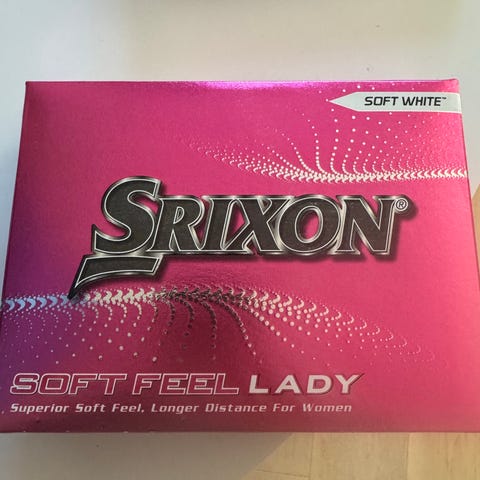 SOFT WHITE™
SRIXON®
SOFT FEEL LADY
Superior Soft Feel, Longer Distance For Women